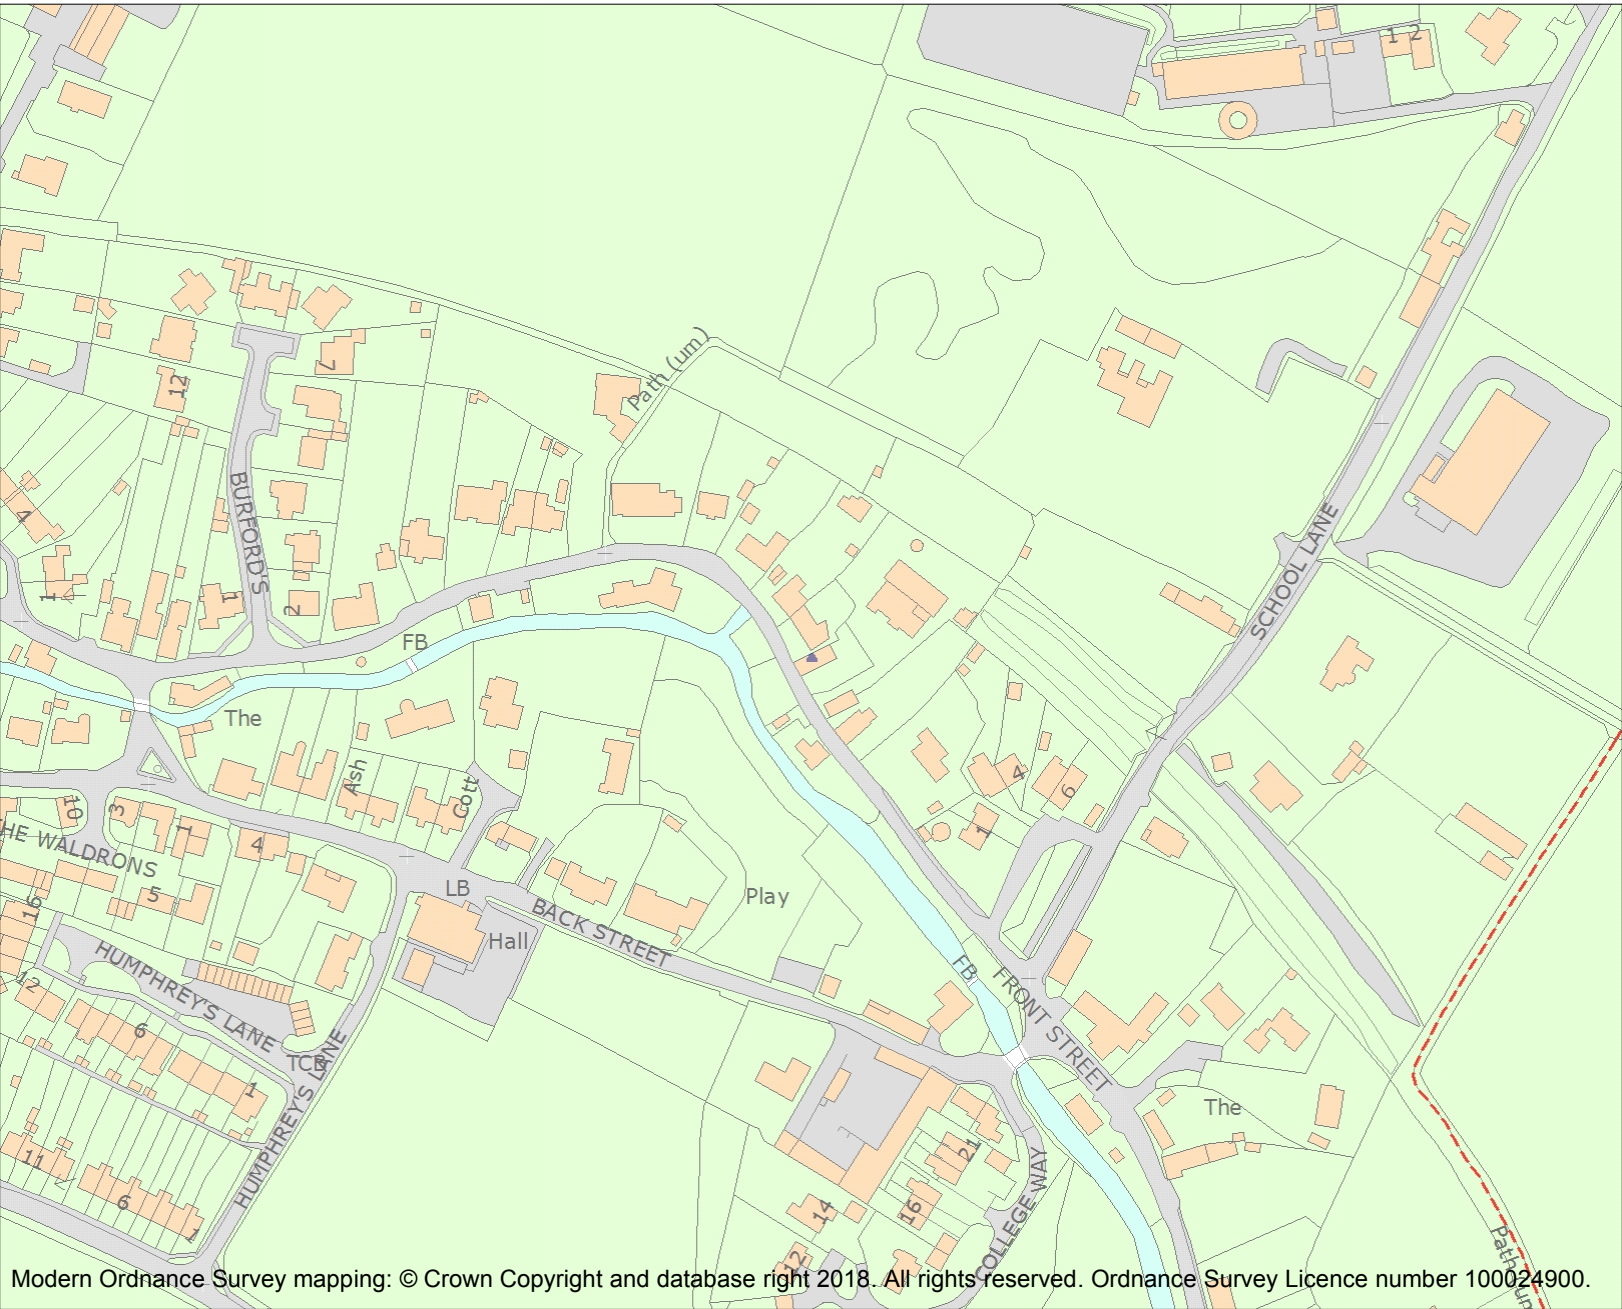 1 2
Path (um)
7
12
BURFORD'S
4
1
1
2
SCHOOL LANE
FB
The
Ash
Cott
4
6
1
10
3
1
4
THE WALDRONS
5
16
LB
Hall
BACK STREET
Play
FB
FRONT STREET
HUMPHREY'S LANE
12
6
TCB
1
HUMPHREY'S LANE
11
6
1
The
21
16
14
12
COLLEGE WAY
Path
Modern Ordnance Survey mapping: © Crown Copyright and database right 2018. All rights reserved. Ordnance Survey Licence number 100024900.